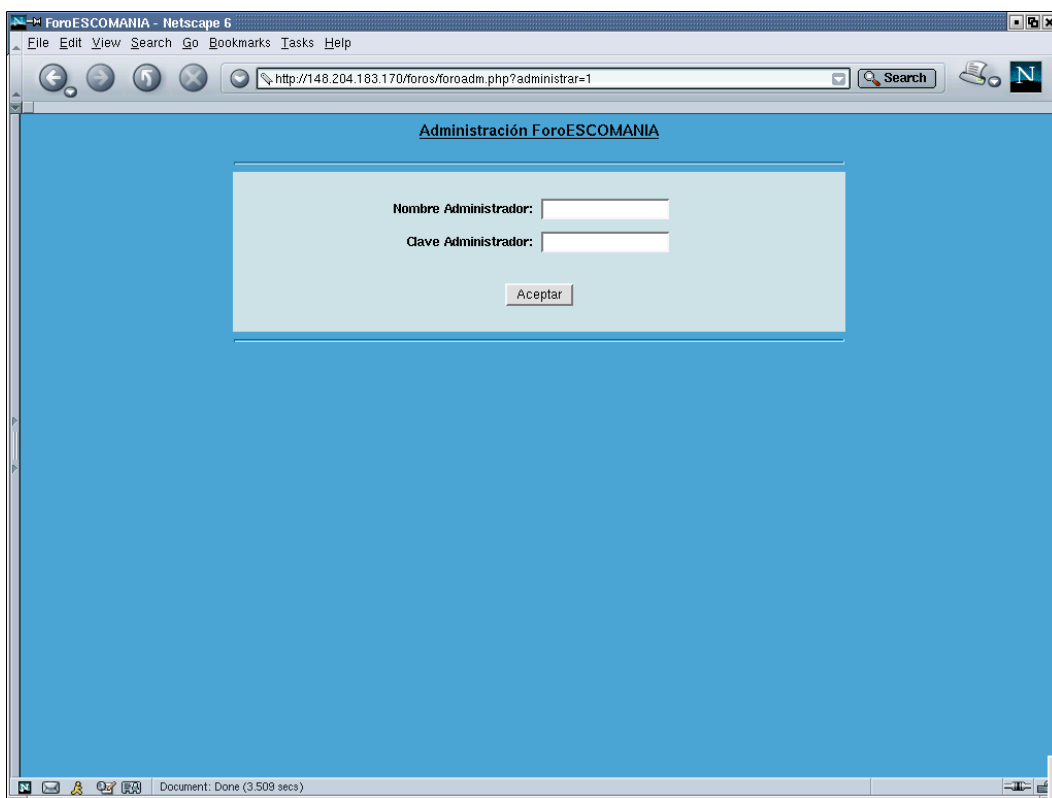 ForoESCOMANIA - Netscape 6
File Edit View Search Go Bookmarks Tasks Help
http://148.204.183.170/foros/foroadm.php?administrar=1
Search
N
Administración ForoESCOMANIA
Nombre Administrador:
Clave Administrador:
Aceptar
Document: Done (3.509 secs)